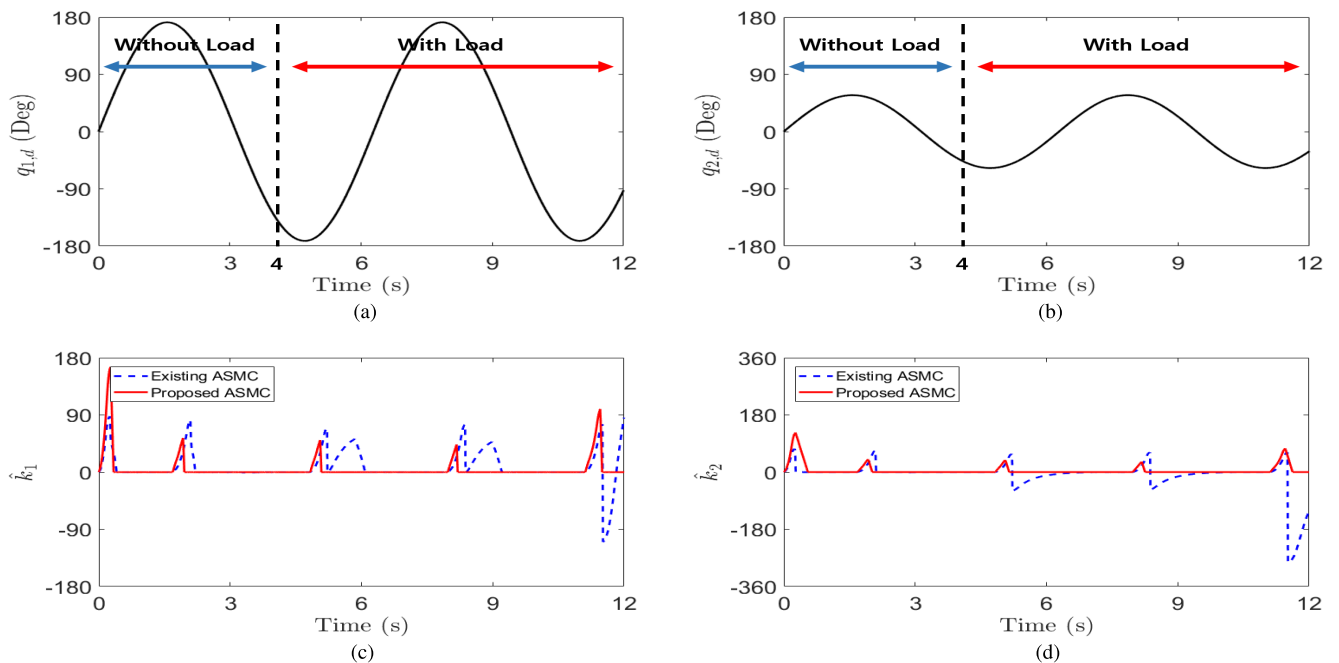 180
90
0
-90
-180
q1,d (Deg)
Without Load
With Load
0
3
4
6
9
12
Time (s)
(a)
180
90
0
-90
-180
q2,d (Deg)
Without Load
With Load
0
3
4
6
9
12
Time (s)
(b)
180
90
0
-90
-180
k̂1
Existing ASMC
Proposed ASMC
0
3
6
9
12
Time (s)
(c)
360
180
0
-180
-360
k̂2
Existing ASMC
Proposed ASMC
0
3
6
9
12
Time (s)
(d)